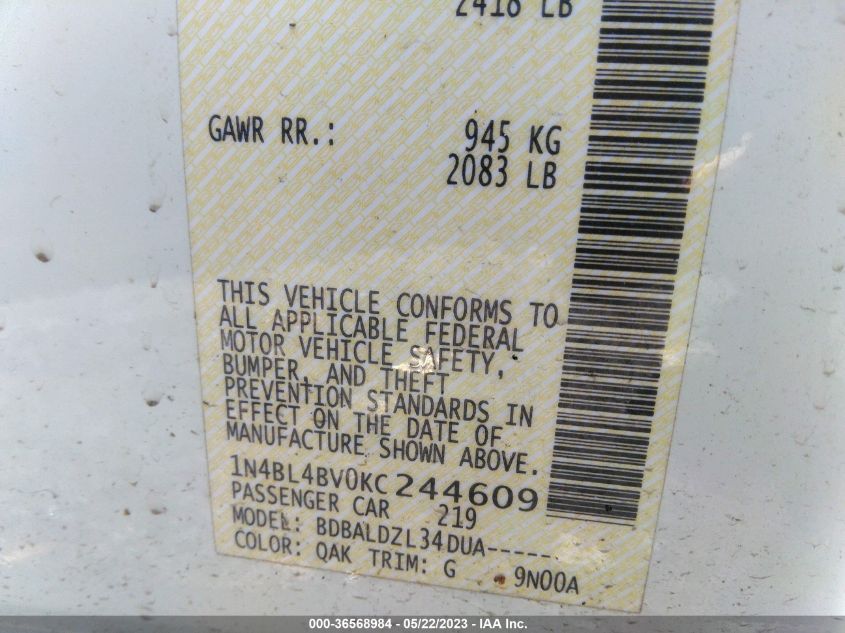 2418 LB
GAWR RR.: 945 KG
2083 LB
THIS VEHICLE CONFORMS TO
ALL APPLICABLE FEDERAL
MOTOR VEHICLE SAFETY,
BUMPER, AND THEFT
PREVENTION STANDARDS IN
EFFECT ON THE DATE OF
MANUFACTURE SHOWN ABOVE.
1N4BL4BV0KC244609
PASSENGER CAR 219
MODEL: BDBALDZL34DUA-----
COLOR: QAK TRIM: G 9N00A
000-36568984 - 05/22/2023 - IAA Inc.